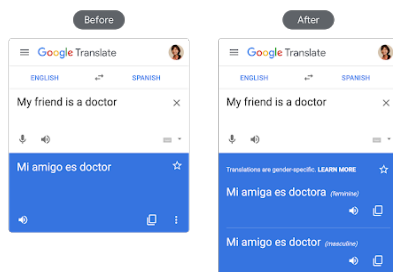 Before
After
Google Translate
Google Translate
ENGLISH
SPANISH
ENGLISH
SPANISH
My friend is a doctor
My friend is a doctor
Mi amigo es doctor
Translations are gender-specific. LEARN MORE
Mi amiga es doctora (feminine)
Mi amigo es doctor (masculine)